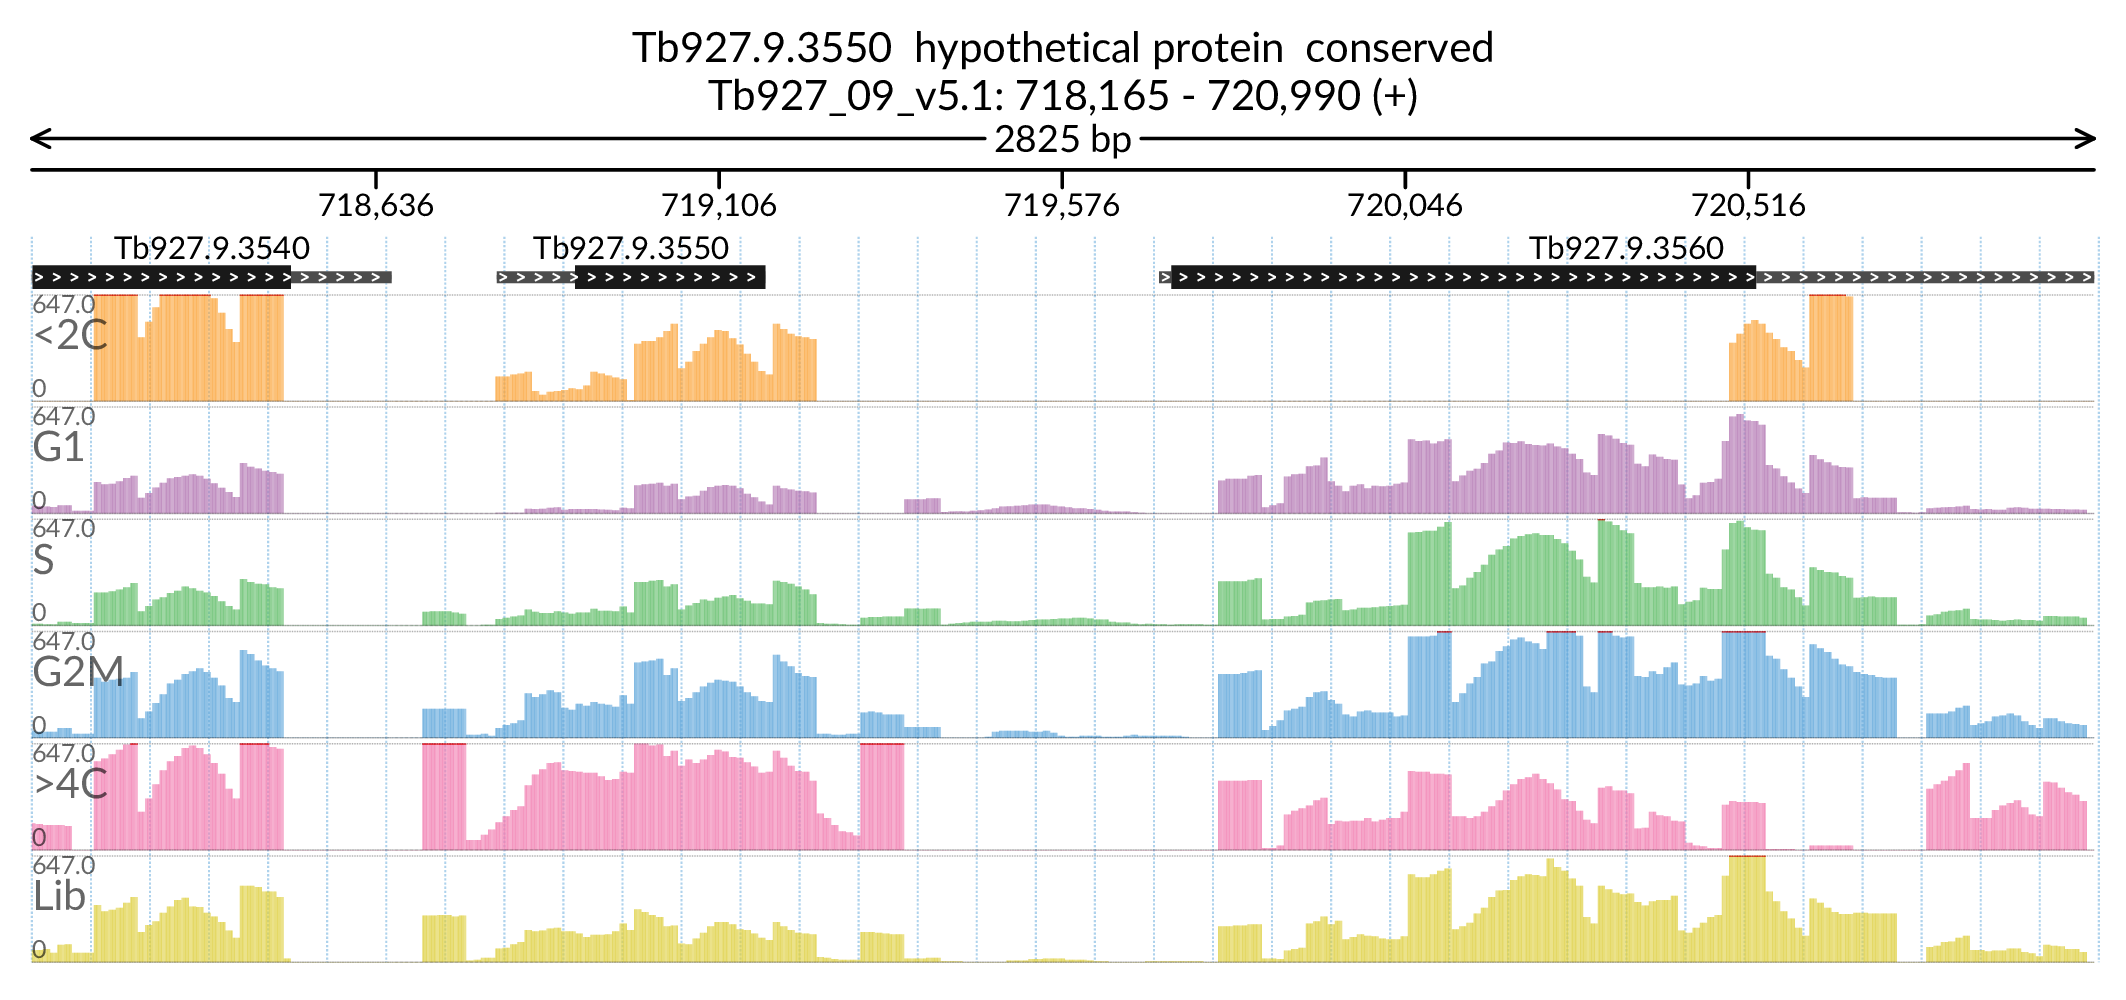 Tb927.9.3550 hypothetical protein conserved
Tb927_09_v5.1: 718,165 - 720,990 (+)
2825 bp
718,636 719,106 719,576 720,046 720,516
Tb927.9.3540 Tb927.9.3550 Tb927.9.3560
647.0
<2C
0
647.0
G1
0
647.0
S
0
647.0
G2M
0
647.0
>4C
0
647.0
Lib
0